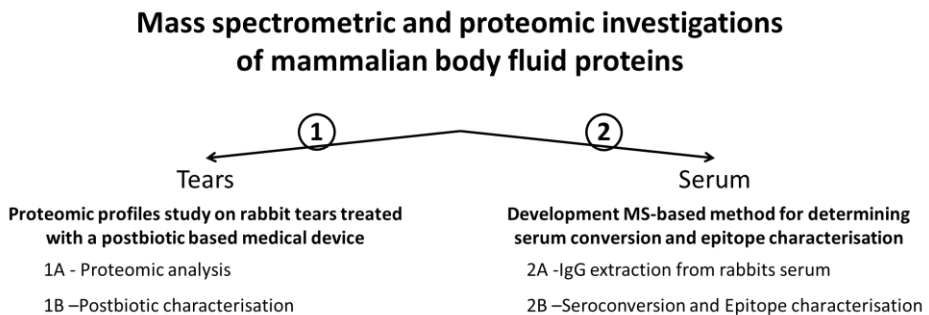 Mass spectrometric and proteomic investigations
of mammalian body fluid proteins
1
2
Tears
Serum
Proteomic profiles study on rabbit tears treated
with a postbiotic based medical device
1A - Proteomic analysis
1B –Postbiotic characterisation
Development MS-based method for determining
serum conversion and epitope characterisation
2A -IgG extraction from rabbits serum
2B –Seroconversion and Epitope characterisation